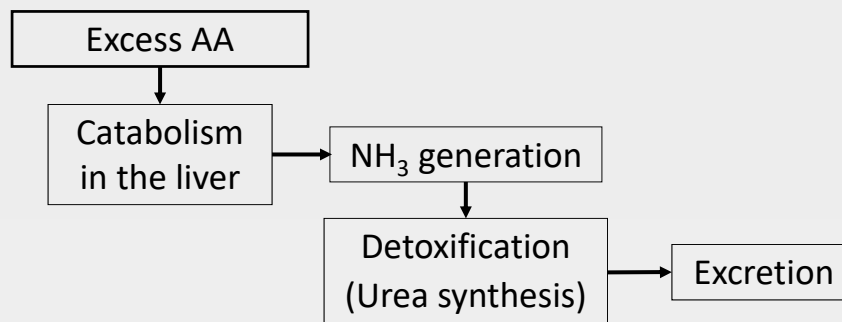 Excess AA
Catabolism
in the liver
NH₃ generation
Detoxification
(Urea synthesis)
Excretion